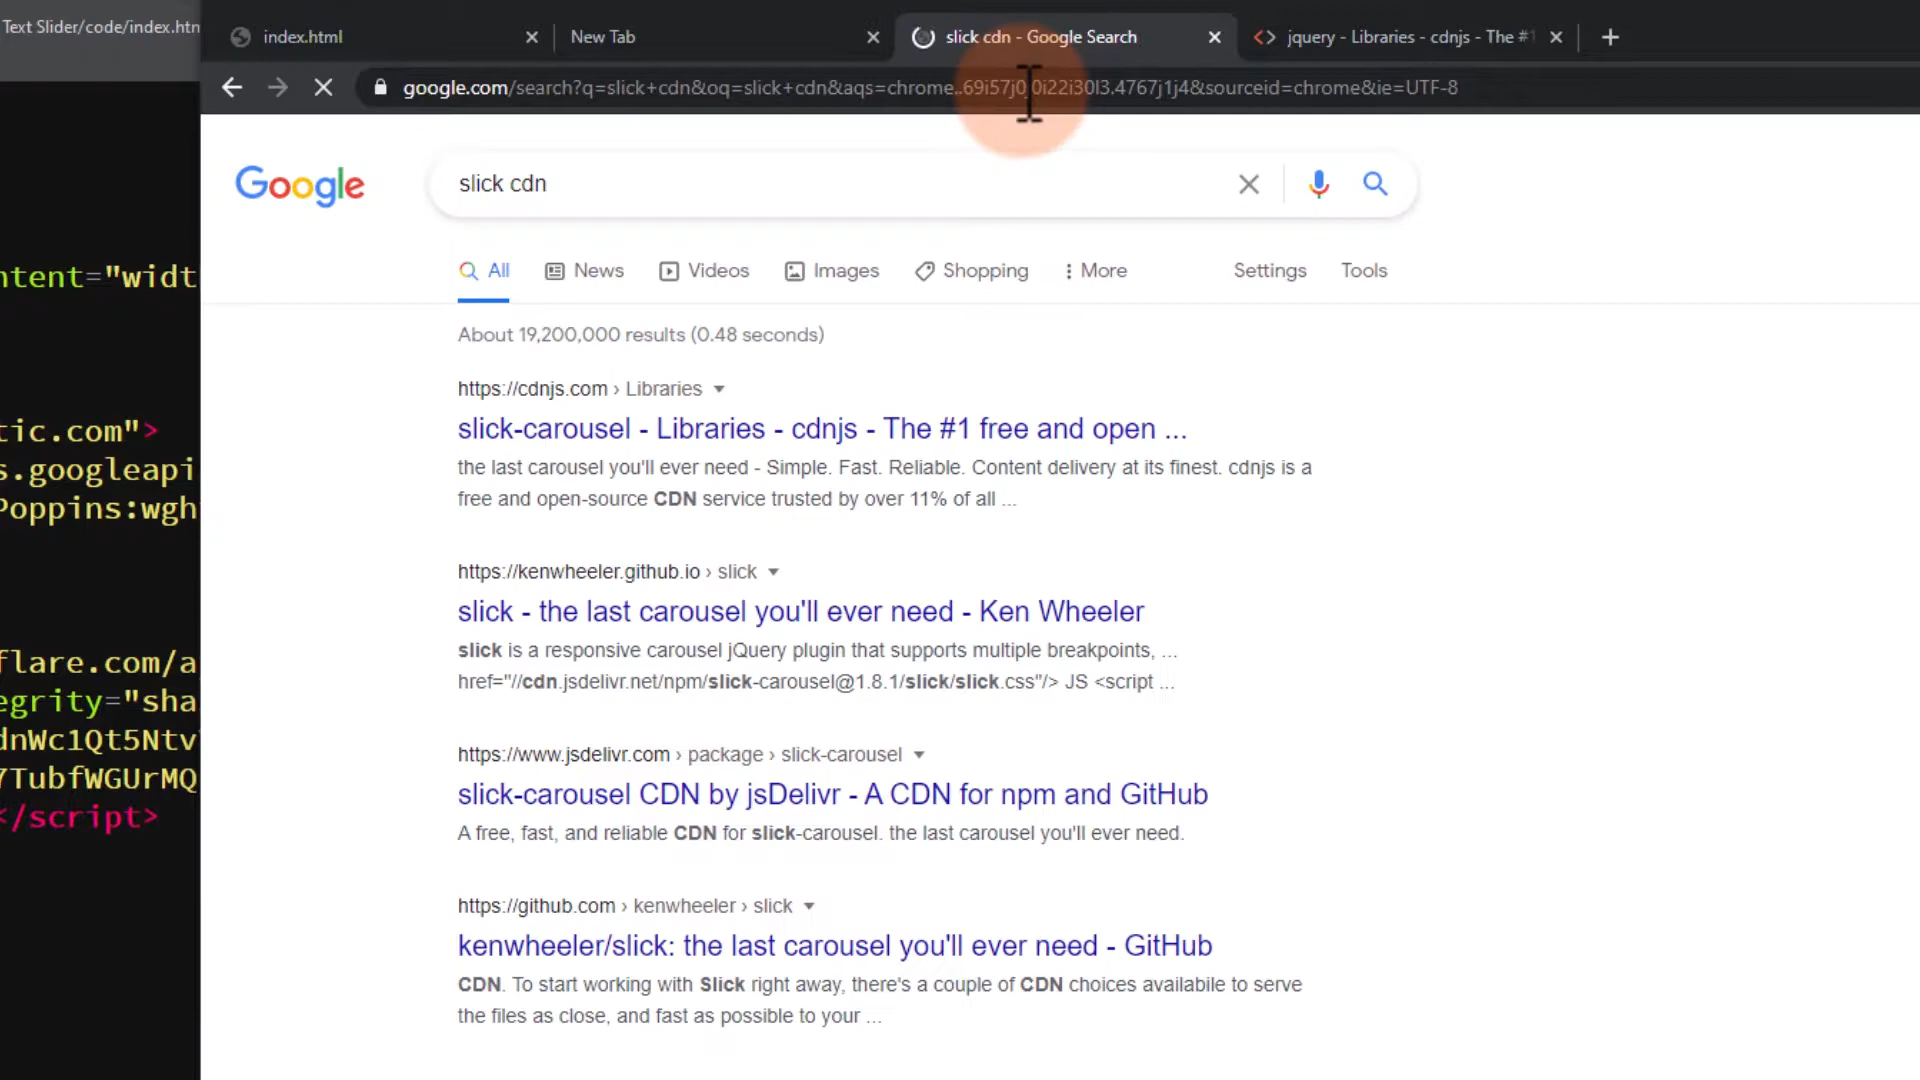 Text Slider/code/index.htm
index.html
New Tab
slick cdn - Google Search
jquery - Libraries - cdnjs - The #1
google.com/search?q=slick+cdn&oq=slick+cdn&aqs=chrome..69i57j0j0i22i30l3.4767j1j4&sourceid=chrome&ie=UTF-8
Google
slick cdn
All
News
Videos
Images
Shopping
More
Settings
Tools
About 19,200,000 results (0.48 seconds)
https://cdnjs.com › Libraries
slick-carousel - Libraries - cdnjs - The #1 free and open ...
the last carousel you'll ever need - Simple. Fast. Reliable. Content delivery at its finest. cdnjs is a
free and open-source CDN service trusted by over 11% of all ...
https://kenwheeler.github.io › slick
slick - the last carousel you'll ever need - Ken Wheeler
slick is a responsive carousel jQuery plugin that supports multiple breakpoints, ...
href="//cdn.jsdelivr.net/npm/slick-carousel@1.8.1/slick/slick.css"/> JS <script ...
https://www.jsdelivr.com › package › slick-carousel
slick-carousel CDN by jsDelivr - A CDN for npm and GitHub
A free, fast, and reliable CDN for slick-carousel. the last carousel you'll ever need.
https://github.com › kenwheeler › slick
kenwheeler/slick: the last carousel you'll ever need - GitHub
CDN. To start working with Slick right away, there's a couple of CDN choices availabile to serve
the files as close, and fast as possible to your ...
ntent="widt
tic.com">
s.googleapi
Poppins:wgh
flare.com/a
egrity="sha
dnWc1Qt5Ntv
7TubfWGUrMQ
</script>